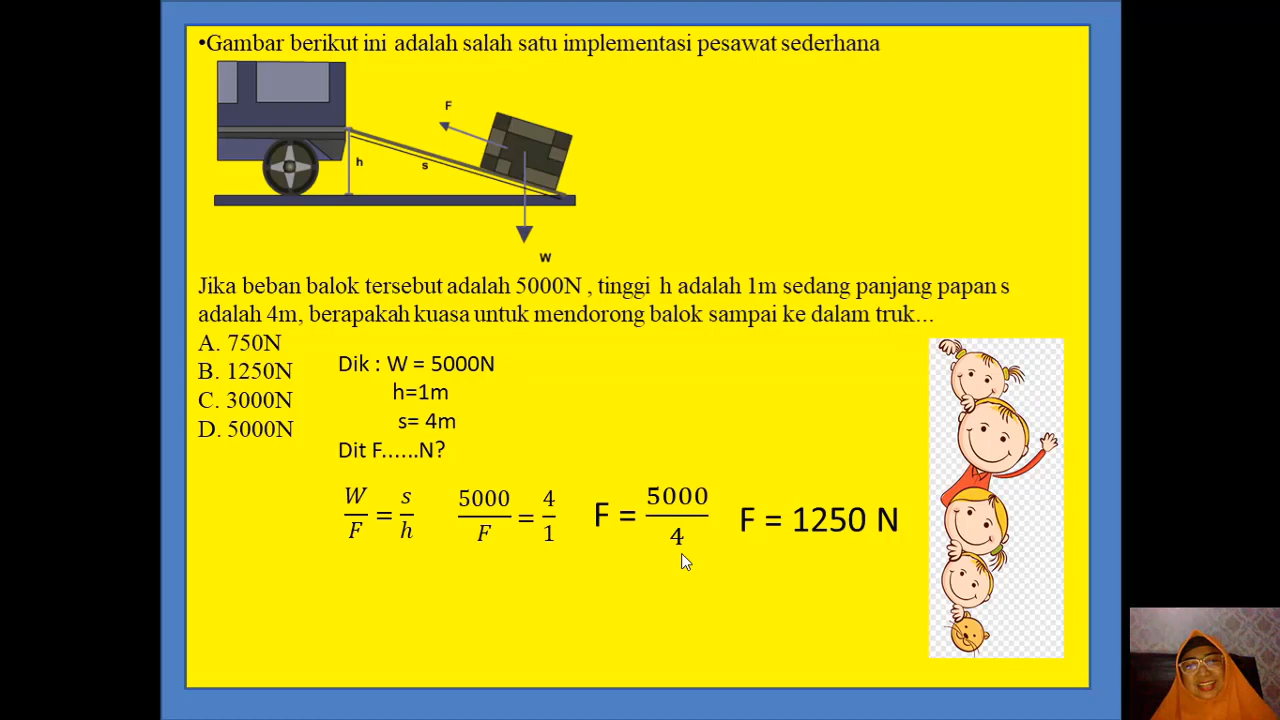 •Gambar berikut ini adalah salah satu implementasi pesawat sederhana
F
h
s
W
Jika beban balok tersebut adalah 5000N , tinggi h adalah 1m sedang panjang papan s
adalah 4m, berapakah kuasa untuk mendorong balok sampai ke dalam truk...
A. 750N
B. 1250N
C. 3000N
D. 5000N
Dik : W = 5000N
h=1m
s= 4m
Dit F......N?
W/F = s/h
5000/F = 4/1
F = 5000/4
F = 1250 N